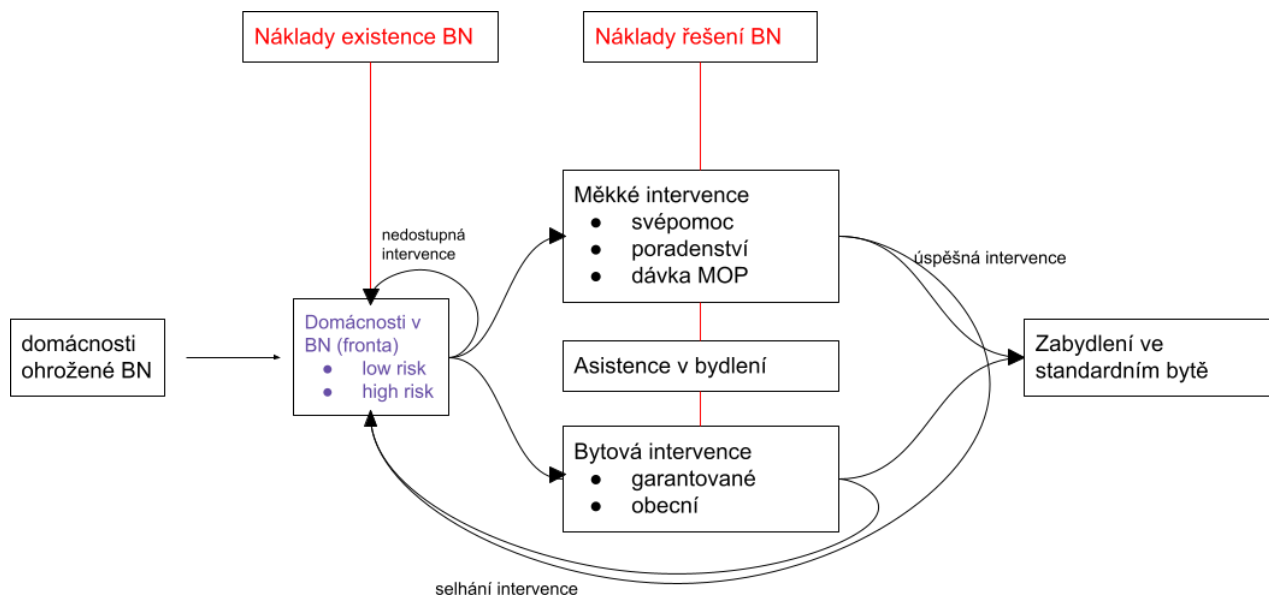 Náklady existence BN
Náklady řešení BN
Měkké intervence
● svépomoc
● poradenství
● dávka MOP
nedostupná
intervence
úspěšná intervence
domácnosti
ohrožené BN
Domácnosti v
BN (fronta)
● low risk
● high risk
Asistence v bydlení
Zabydlení ve
standardním bytě
Bytová intervence
● garantované
● obecní
selhání intervence